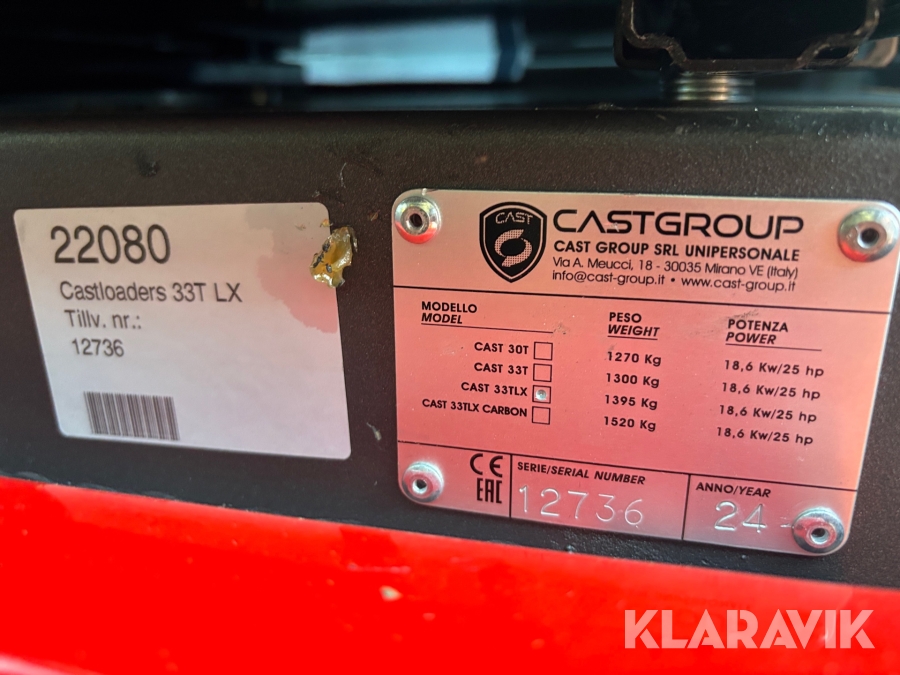 22080
Castloaders 33T LX
Tillv. nr.:
12736
CAST
CASTGROUP
CAST GROUP SRL UNIPERSONALE
Via A. Meucci, 18 - 30035 Mirano VE (Italy)
info@cast-group.it • www.cast-group.it
MODELLO PESO POTENZA
MODEL WEIGHT POWER
CAST 30T 1270 Kg 18,6 Kw/25 hp
CAST 33T 1300 Kg 18,6 Kw/25 hp
CAST 33TLX 1395 Kg 18,6 Kw/25 hp
CAST 33TLX CARBON 1520 Kg 18,6 Kw/25 hp
CE
EAC
SERIE/SERIAL NUMBER ANNO/YEAR
12736 24-
KLARAVIK